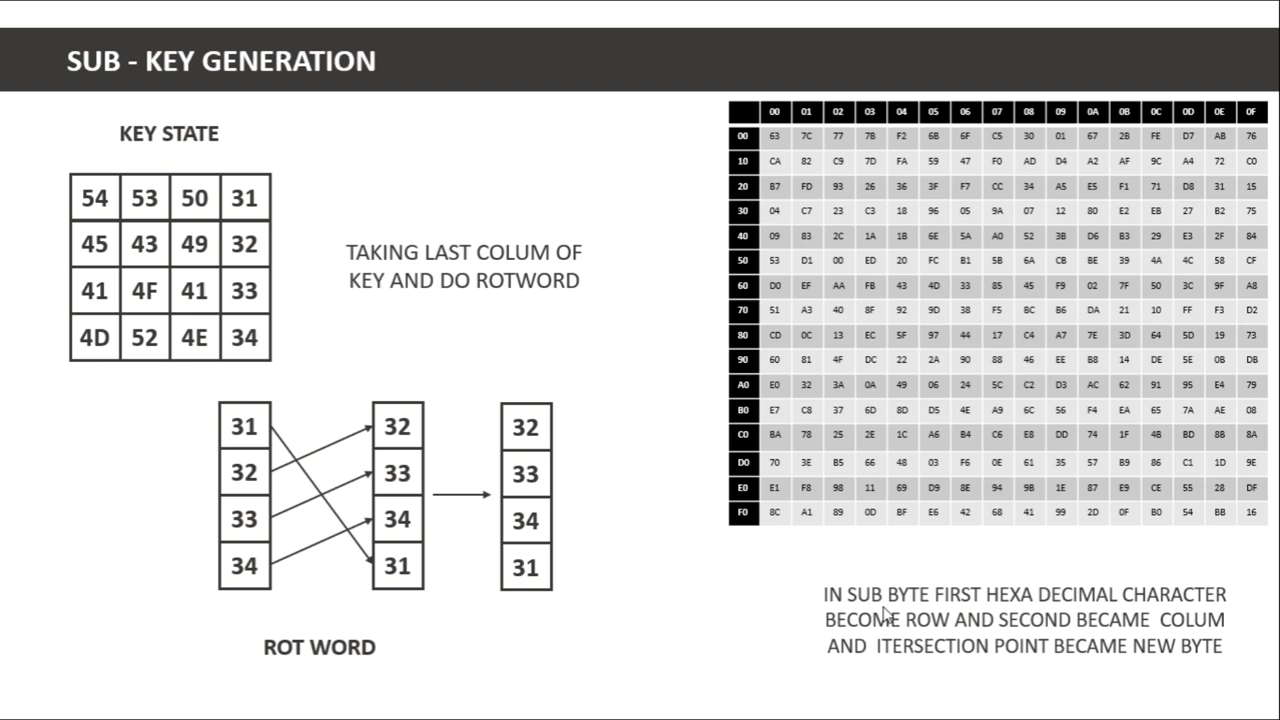 SUB - KEY GENERATION
KEY STATE
54 53 50 31
45 43 49 32
41 4F 41 33
4D 52 4E 34
TAKING LAST COLUM OF
KEY AND DO ROTWORD
31 32 32
32 33 33
33 34 34
34 31 31
ROT WORD
00 01 02 03 04 05 06 07 08 09 0A 0B 0C 0D 0E 0F
00 63 7C 77 7B F2 6B 6F C5 30 01 67 2B FE D7 AB 76
10 CA 82 C9 7D FA 59 47 F0 AD D4 A2 AF 9C A4 72 C0
20 B7 FD 93 26 36 3F F7 CC 34 A5 E5 F1 71 D8 31 15
30 04 C7 23 C3 18 96 05 9A 07 12 80 E2 EB 27 B2 75
40 09 83 2C 1A 1B 6E 5A A0 52 3B D6 B3 29 E3 2F 84
50 53 D1 00 ED 20 FC B1 5B 6A CB BE 39 4A 4C 58 CF
60 D0 EF AA FB 43 4D 33 85 45 F9 02 7F 50 3C 9F A8
70 51 A3 40 8F 92 9D 38 F5 BC B6 DA 21 10 FF F3 D2
80 CD 0C 13 EC 5F 97 44 17 C4 A7 7E 3D 64 5D 19 73
90 60 81 4F DC 22 2A 90 88 46 EE B8 14 DE 5E 0B DB
A0 E0 32 3A 0A 49 06 24 5C C2 D3 AC 62 91 95 E4 79
B0 E7 C8 37 6D 8D D5 4E A9 6C 56 F4 EA 65 7A AE 08
C0 BA 78 25 2E 1C A6 B4 C6 E8 DD 74 1F 4B BD 8B 8A
D0 70 3E B5 66 48 03 F6 0E 61 35 57 B9 86 C1 1D 9E
E0 E1 F8 98 11 69 D9 8E 94 9B 1E 87 E9 CE 55 28 DF
F0 8C A1 89 0D BF E6 42 68 41 99 2D 0F B0 54 BB 16
IN SUB BYTE FIRST HEXA DECIMAL CHARACTER
BECOME ROW AND SECOND BECAME COLUM
AND ITERSECTION POINT BECAME NEW BYTE